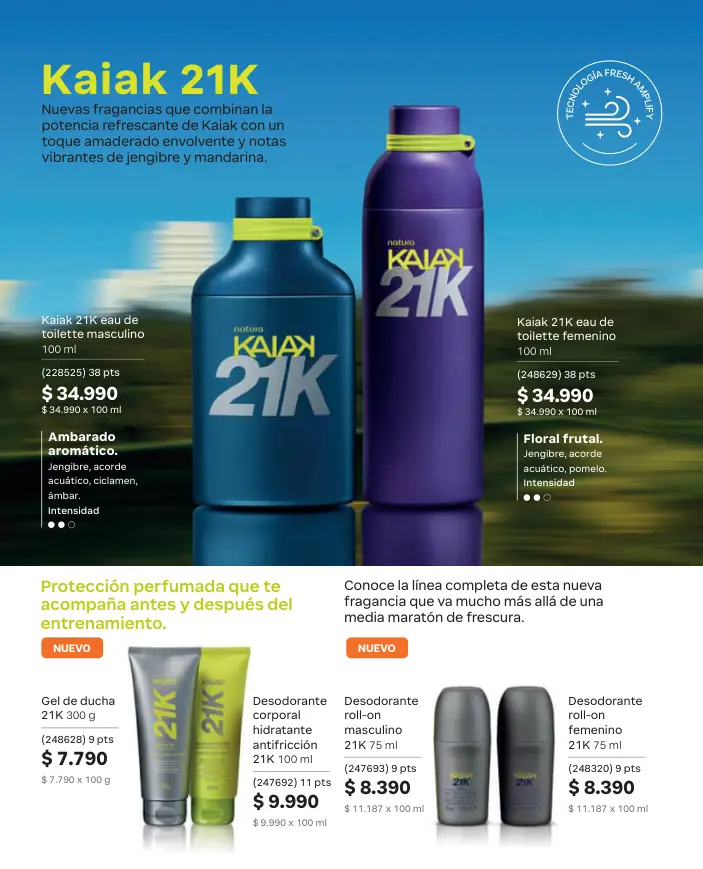 Kaiak 21K
Nuevas fragancias que combinan la
potencia refrescante de Kaiak con un
toque amaderado envolvente y notas
vibrantes de jengibre y mandarina.
TECNOLOGÍA FRESH AMPLIFY
natura
KAIAK
21K
natura
KAIAK
21K
Kaiak 21K eau de
toilette masculino
100 ml
(228525) 38 pts
$ 34.990
$ 34.990 x 100 ml
Ambarado
aromático.
Jengibre, acorde
acuático, ciclamen,
ámbar.
Intensidad
Kaiak 21K eau de
toilette femenino
100 ml
(248629) 38 pts
$ 34.990
$ 34.990 x 100 ml
Floral frutal.
Jengibre, acorde
acuático, pomelo.
Intensidad
Protección perfumada que te
acompaña antes y después del
entrenamiento.
NUEVO
Gel de ducha
21K 300 g
(248628) 9 pts
$ 7.790
$ 7.790 x 100 g
KAIAK
21K
KAIAK
21K
Desodorante
corporal
hidratante
antifricción
21K 100 ml
(247692) 11 pts
$ 9.990
$ 9.990 x 100 ml
Conoce la línea completa de esta nueva
fragancia que va mucho más allá de una
media maratón de frescura.
NUEVO
Desodorante
roll-on
masculino
21K 75 ml
(247693) 9 pts
$ 8.390
$ 11.187 x 100 ml
KAIAK
21K
KAIAK
21K
Desodorante
roll-on
femenino
21K 75 ml
(248320) 9 pts
$ 8.390
$ 11.187 x 100 ml